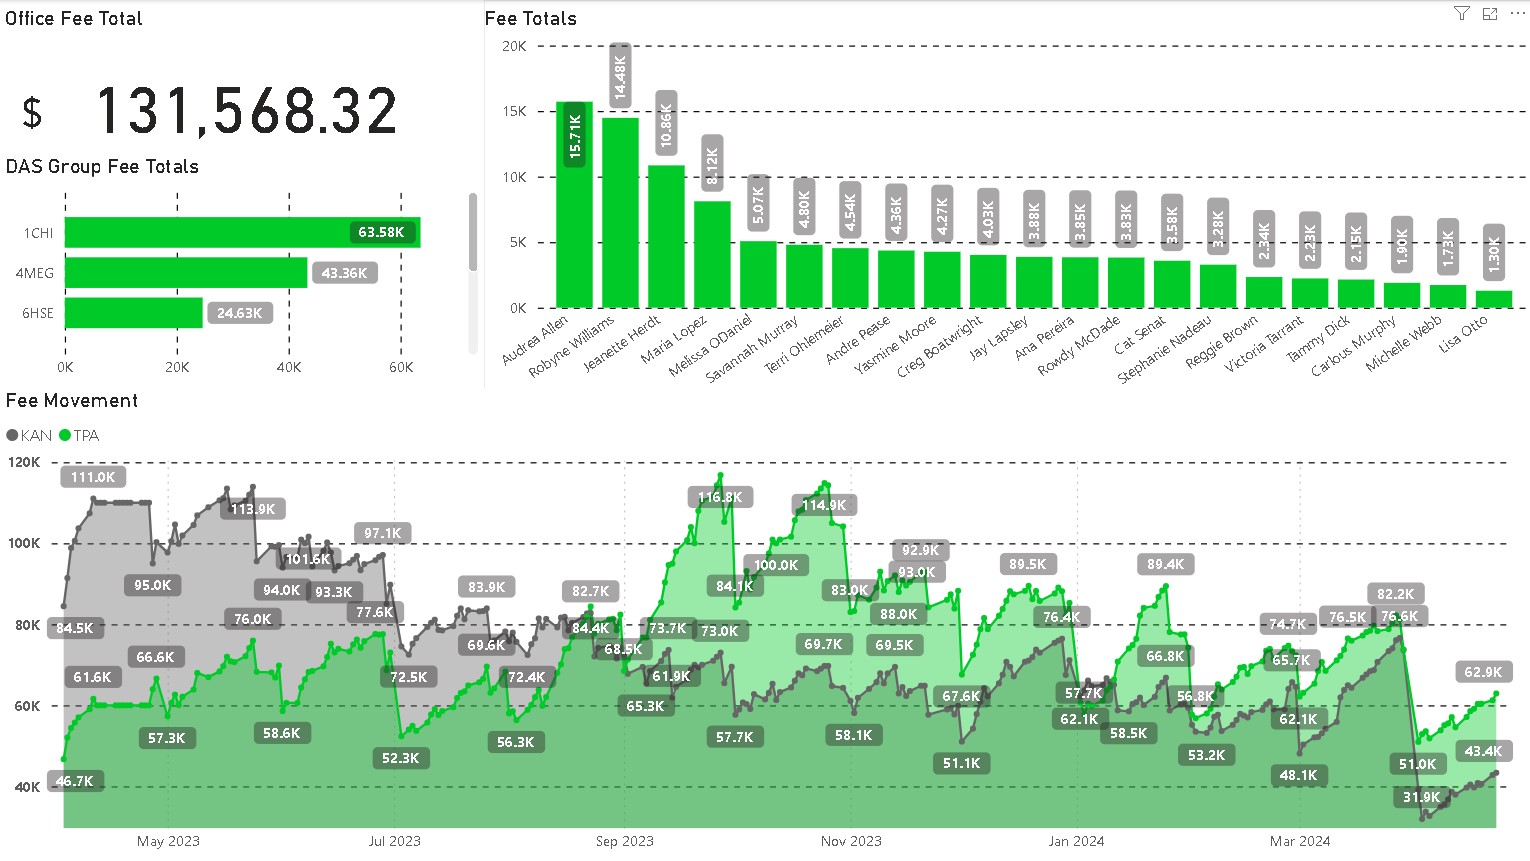 Office Fee Total
$ 131,568.32
DAS Group Fee Totals
1CHI 63.58K
4MEG 43.36K
6HSE 24.63K
0K 20K 40K 60K
Fee Totals
20K
15K
10K
5K
0K
15.71K 14.48K 10.86K 8.12K 5.07K 4.80K 4.54K 4.36K 4.27K 4.03K 3.88K 3.85K 3.83K 3.58K 3.28K 2.34K 2.23K 2.15K 1.90K 1.73K 1.30K
Audrea Allen
Robyne Williams
Jeanette Herdt
Maria Lopez
Melissa ODaniel
Savannah Murray
Terri Ohlemeier
Andre Pease
Yasmine Moore
Creg Boatwright
Jay Lapsley
Ana Pereira
Rowdy McDade
Cat Senat
Stephanie Nadeau
Reggie Brown
Victoria Tarrant
Tammy Dick
Carlous Murphy
Michelle Webb
Lisa Otto
Fee Movement
KAN TPA
120K
100K
80K
60K
40K
111.0K 113.9K 101.6K 97.1K 83.9K 82.7K 116.8K 114.9K 92.9K 93.0K 89.5K 89.4K 82.2K
95.0K 94.0K 93.3K 77.6K 84.1K 100.0K 83.0K 88.0K 76.4K 74.7K 76.5K 76.6K
84.5K 76.0K 69.6K 84.4K 68.5K 73.7K 73.0K 69.7K 69.5K 66.8K 65.7K
61.6K 66.6K 72.5K 72.4K 61.9K 67.6K 57.7K 56.8K 62.9K
57.3K 58.6K 52.3K 56.3K 65.3K 57.7K 58.1K 51.1K 62.1K 58.5K 53.2K 62.1K 51.0K 43.4K
46.7K 48.1K 31.9K
May 2023 Jul 2023 Sep 2023 Nov 2023 Jan 2024 Mar 2024